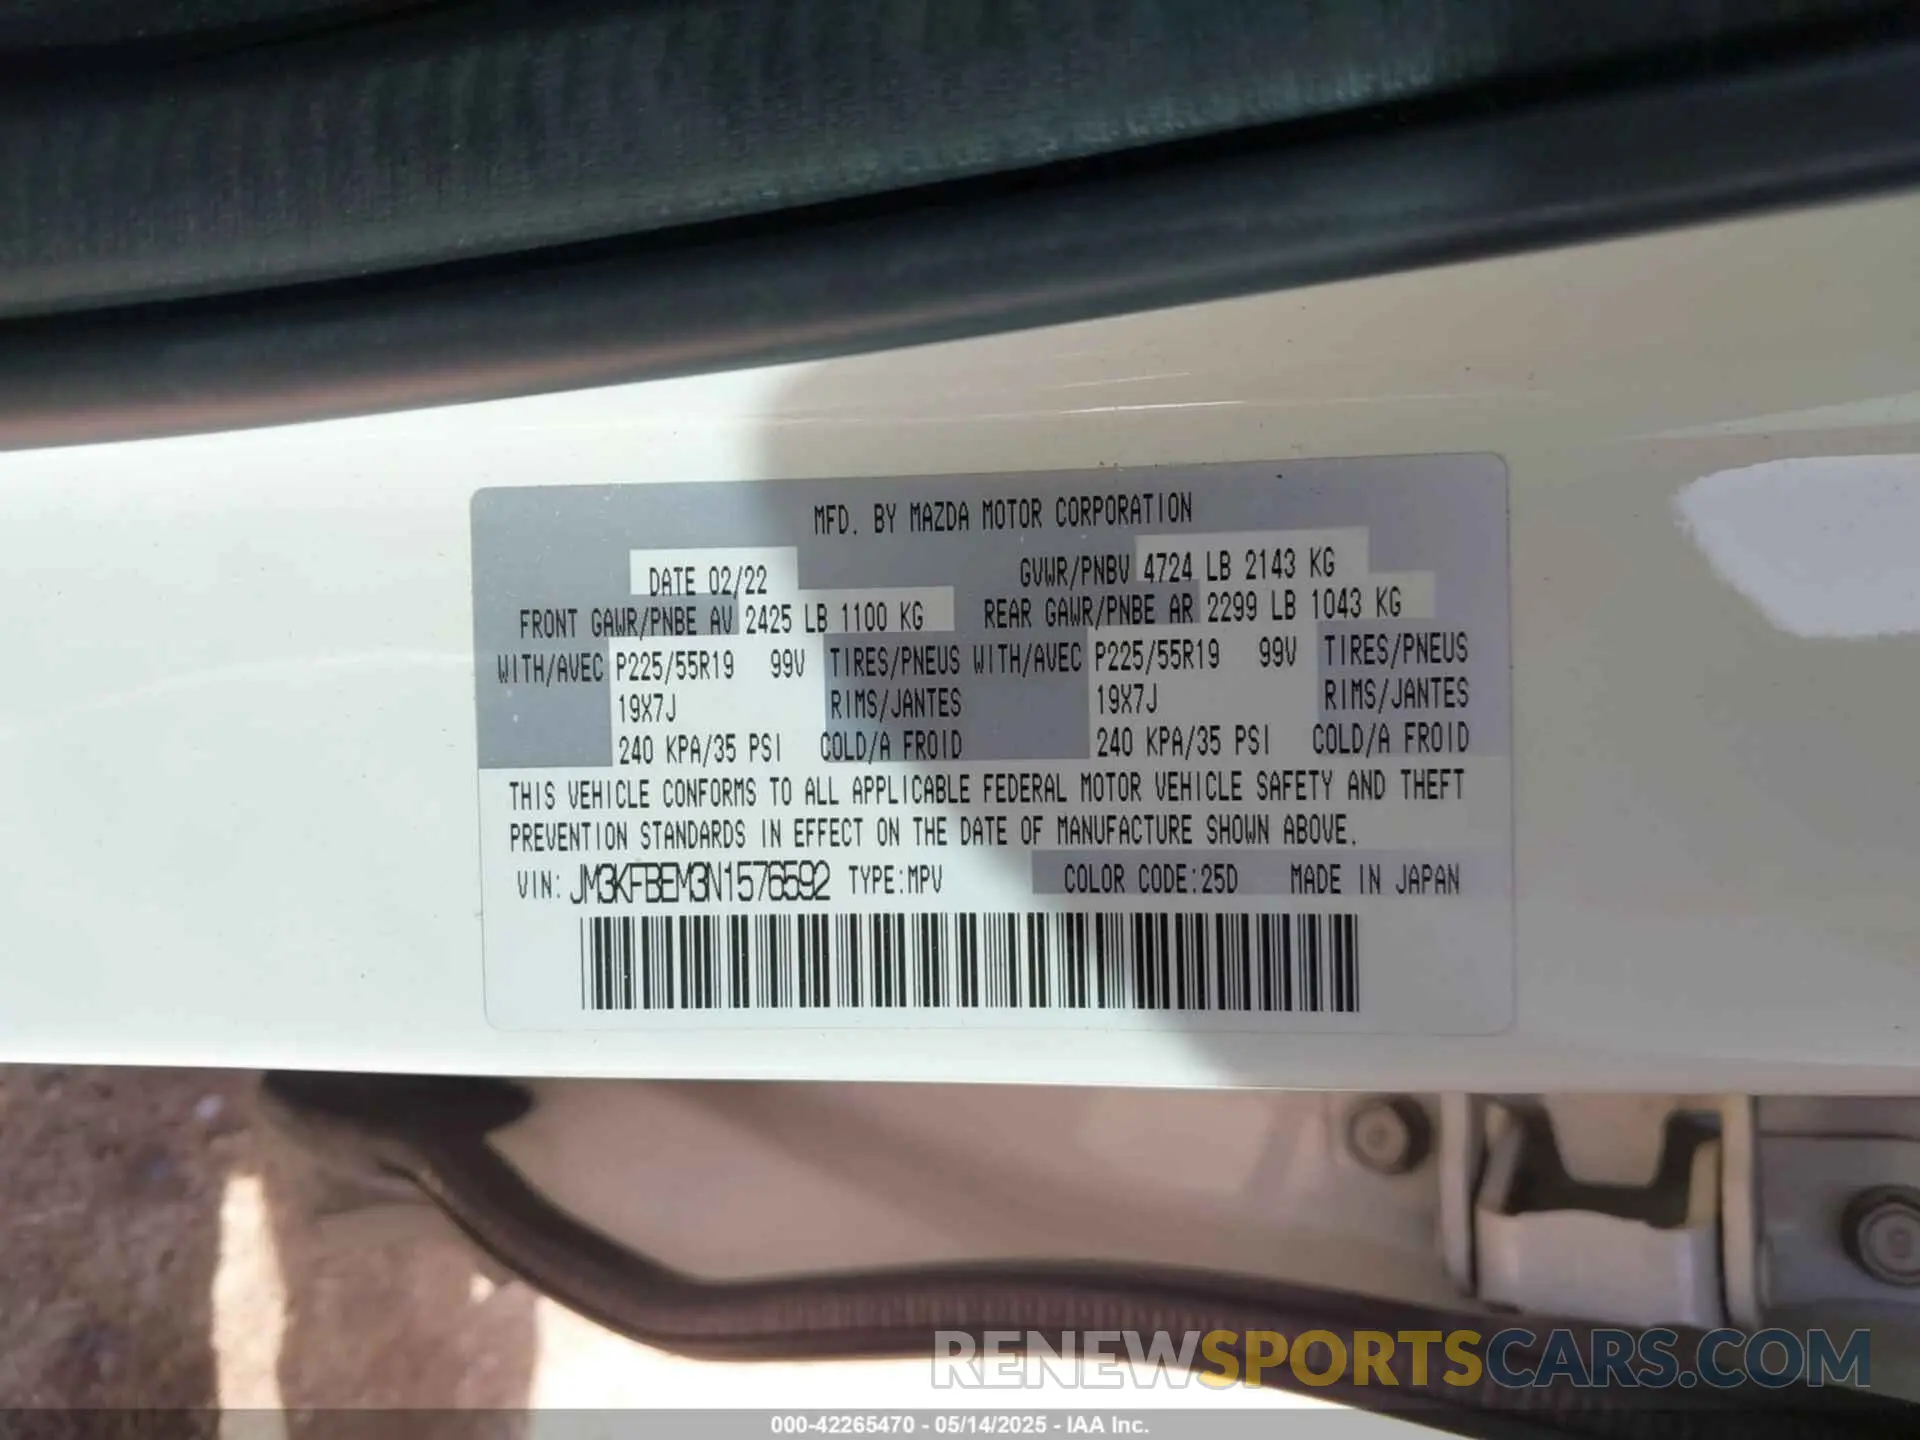 MFD. BY MAZDA MOTOR CORPORATION
DATE 02/22 GVWR/PNBV 4724 LB 2143 KG
FRONT GAWR/PNBE AV 2425 LB 1100 KG REAR GAWR/PNBE AR 2299 LB 1043 KG
WITH/AVEC P225/55R19 99V TIRES/PNEUS WITH/AVEC P225/55R19 99V TIRES/PNEUS
19X7J RIMS/JANTES 19X7J RIMS/JANTES
240 KPA/35 PSI COLD/A FROID 240 KPA/35 PSI COLD/A FROID
THIS VEHICLE CONFORMS TO ALL APPLICABLE FEDERAL MOTOR VEHICLE SAFETY AND THEFT
PREVENTION STANDARDS IN EFFECT ON THE DATE OF MANUFACTURE SHOWN ABOVE.
VIN: JM3KFBEM3N1576592 TYPE:MPV COLOR CODE:25D MADE IN JAPAN
RENEWSPORTSCARS.COM
000-42265470 - 05/14/2025 - IAA Inc.